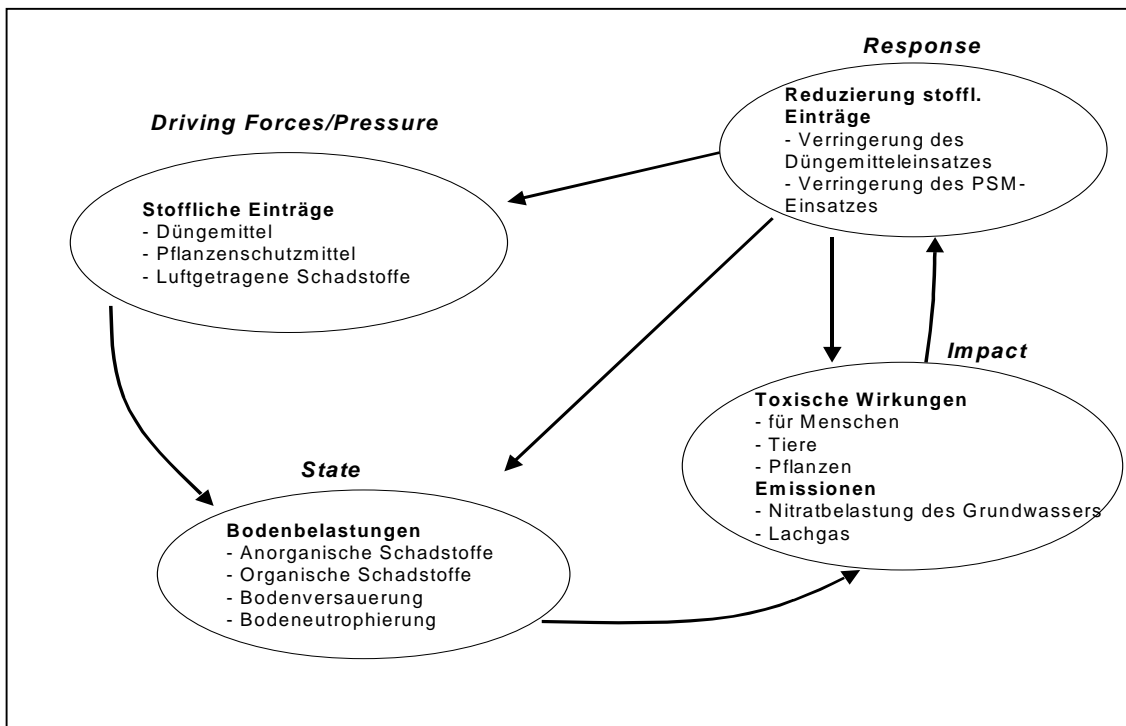 Response
Reduzierung stoffl.
Einträge
- Verringerung des
Düngemitteleinsatzes
- Verringerung des PSM-
Einsatzes
Driving Forces/Pressure
Stoffliche Einträge
- Düngemittel
- Pflanzenschutzmittel
- Luftgetragene Schadstoffe
Impact
Toxische Wirkungen
- für Menschen
- Tiere
- Pflanzen
Emissionen
- Nitratbelastung des Grundwassers
- Lachgas
State
Bodenbelastungen
- Anorganische Schadstoffe
- Organische Schadstoffe
- Bodenversauerung
- Bodeneutrophierung